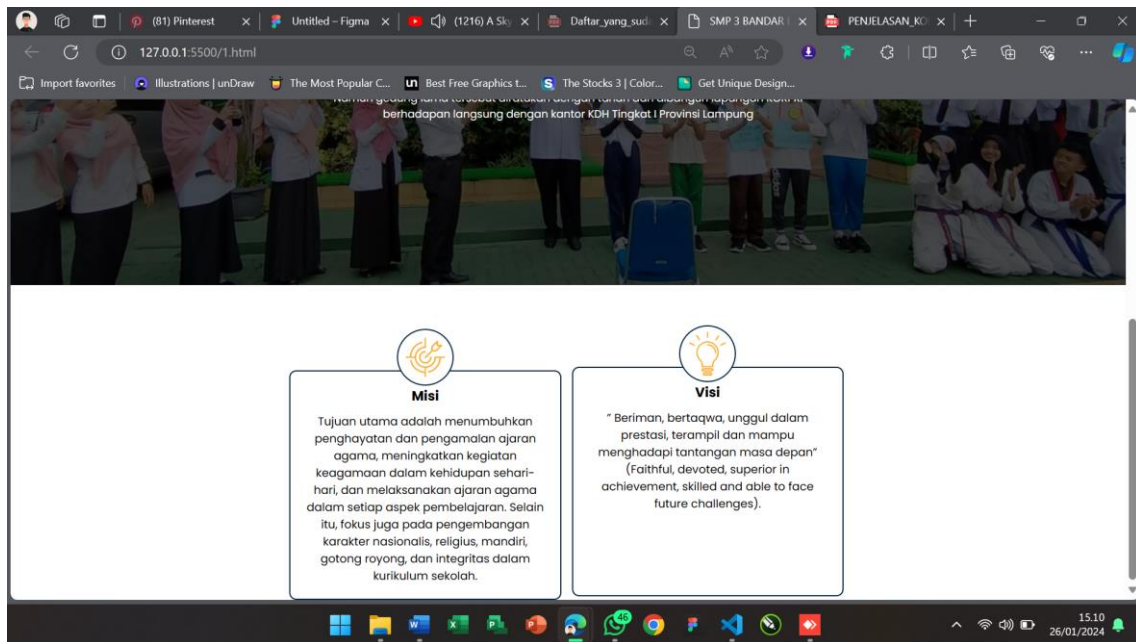 (81) Pinterest
Untitled – Figma
(1216) A Sky
Daftar_yang_sud
SMP 3 BANDAR
PENJELASAN_KO
127.0.0.1:5500/1.html
Import favorites
Illustrations | unDraw
The Most Popular C...
Best Free Graphics t...
The Stocks 3 | Color...
Get Unique Design...
berhadapan langsung dengan kantor KDH Tingkat I Provinsi Lampung
Misi
Tujuan utama adalah menumbuhkan
penghayatan dan pengamalan ajaran
agama, meningkatkan kegiatan
keagamaan dalam kehidupan sehari-
hari, dan melaksanakan ajaran agama
dalam setiap aspek pembelajaran. Selain
itu, fokus juga pada pengembangan
karakter nasionalis, religius, mandiri,
gotong royong, dan integritas dalam
kurikulum sekolah.
Visi
" Beriman, bertaqwa, unggul dalam
prestasi, terampil dan mampu
menghadapi tantangan masa depan"
(Faithful, devoted, superior in
achievement, skilled and able to face
future challenges).
46
15.10
26/01/2024